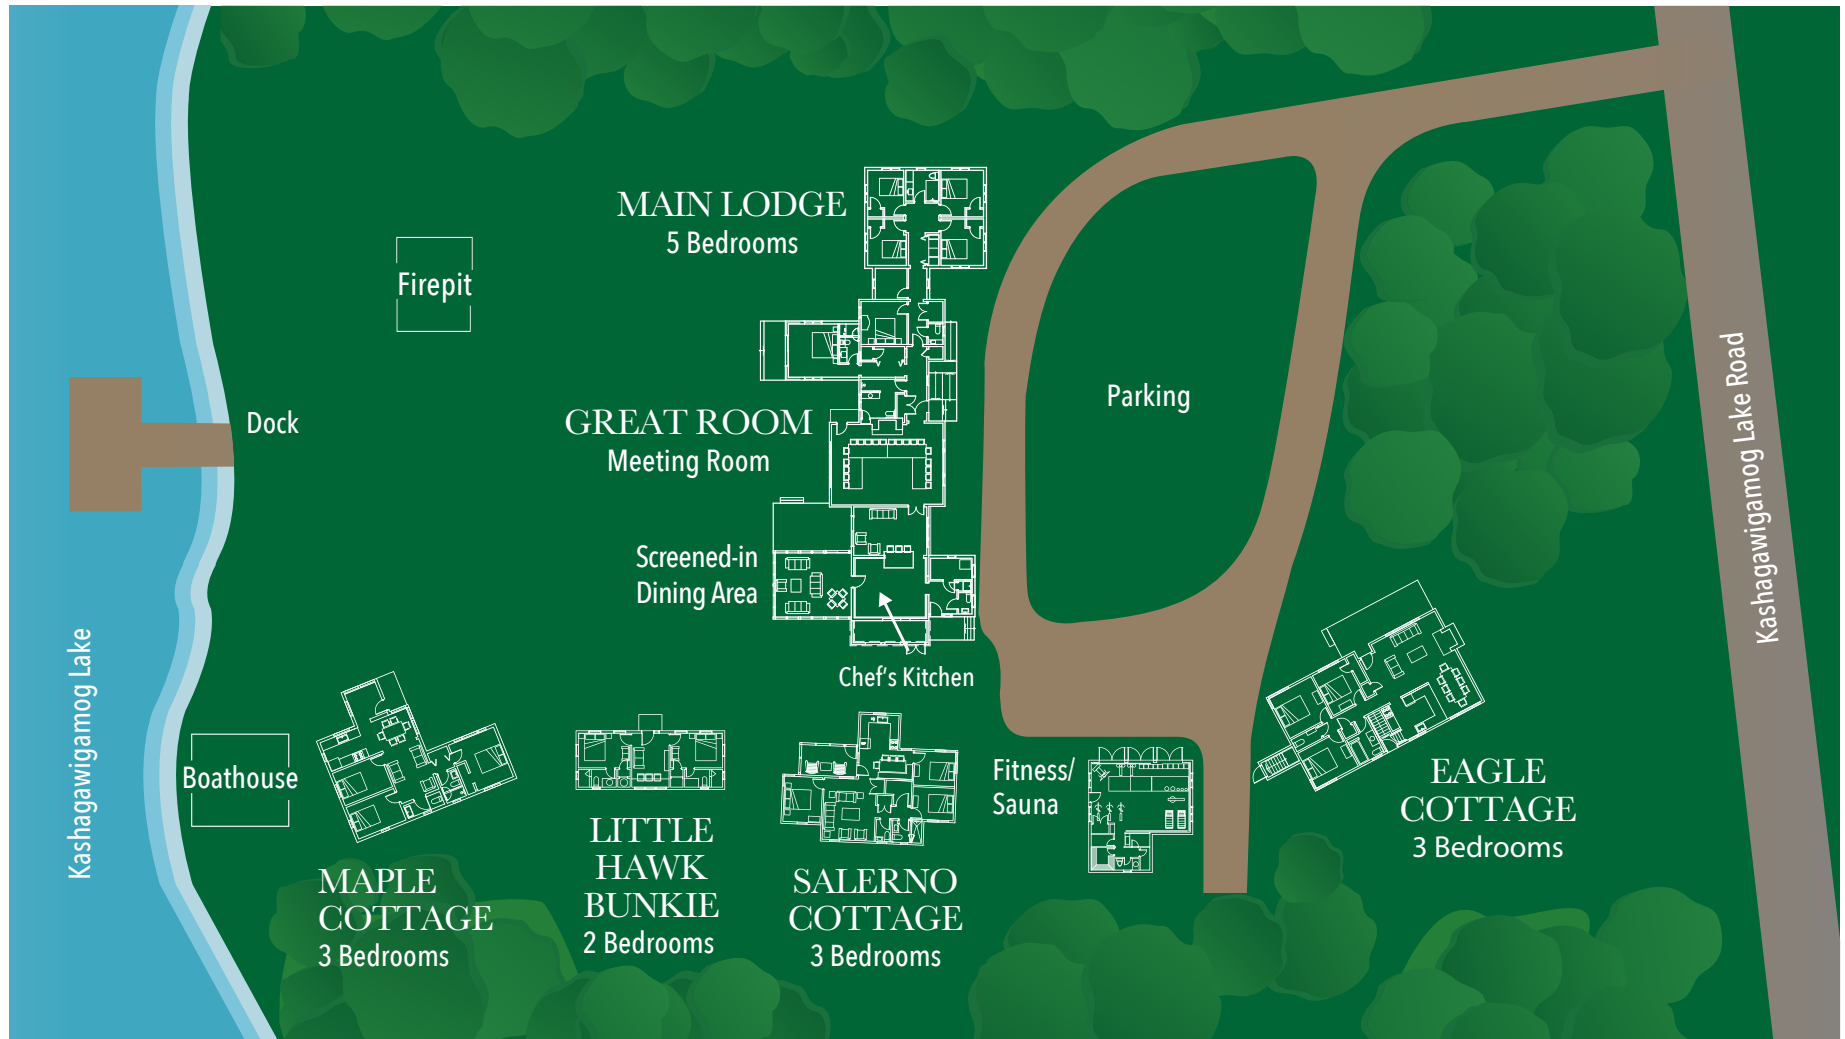 MAIN LODGE
5 Bedrooms
Firepit
Parking
Dock
GREAT ROOM
Meeting Room
Screened-in
Dining Area
Chef's Kitchen
Kashagawigamog Lake Road
Kashagawigamog Lake
Boathouse
MAPLE
COTTAGE
3 Bedrooms
LITTLE
HAWK
BUNKIE
2 Bedrooms
SALERNO
COTTAGE
3 Bedrooms
Fitness/
Sauna
EAGLE
COTTAGE
3 Bedrooms